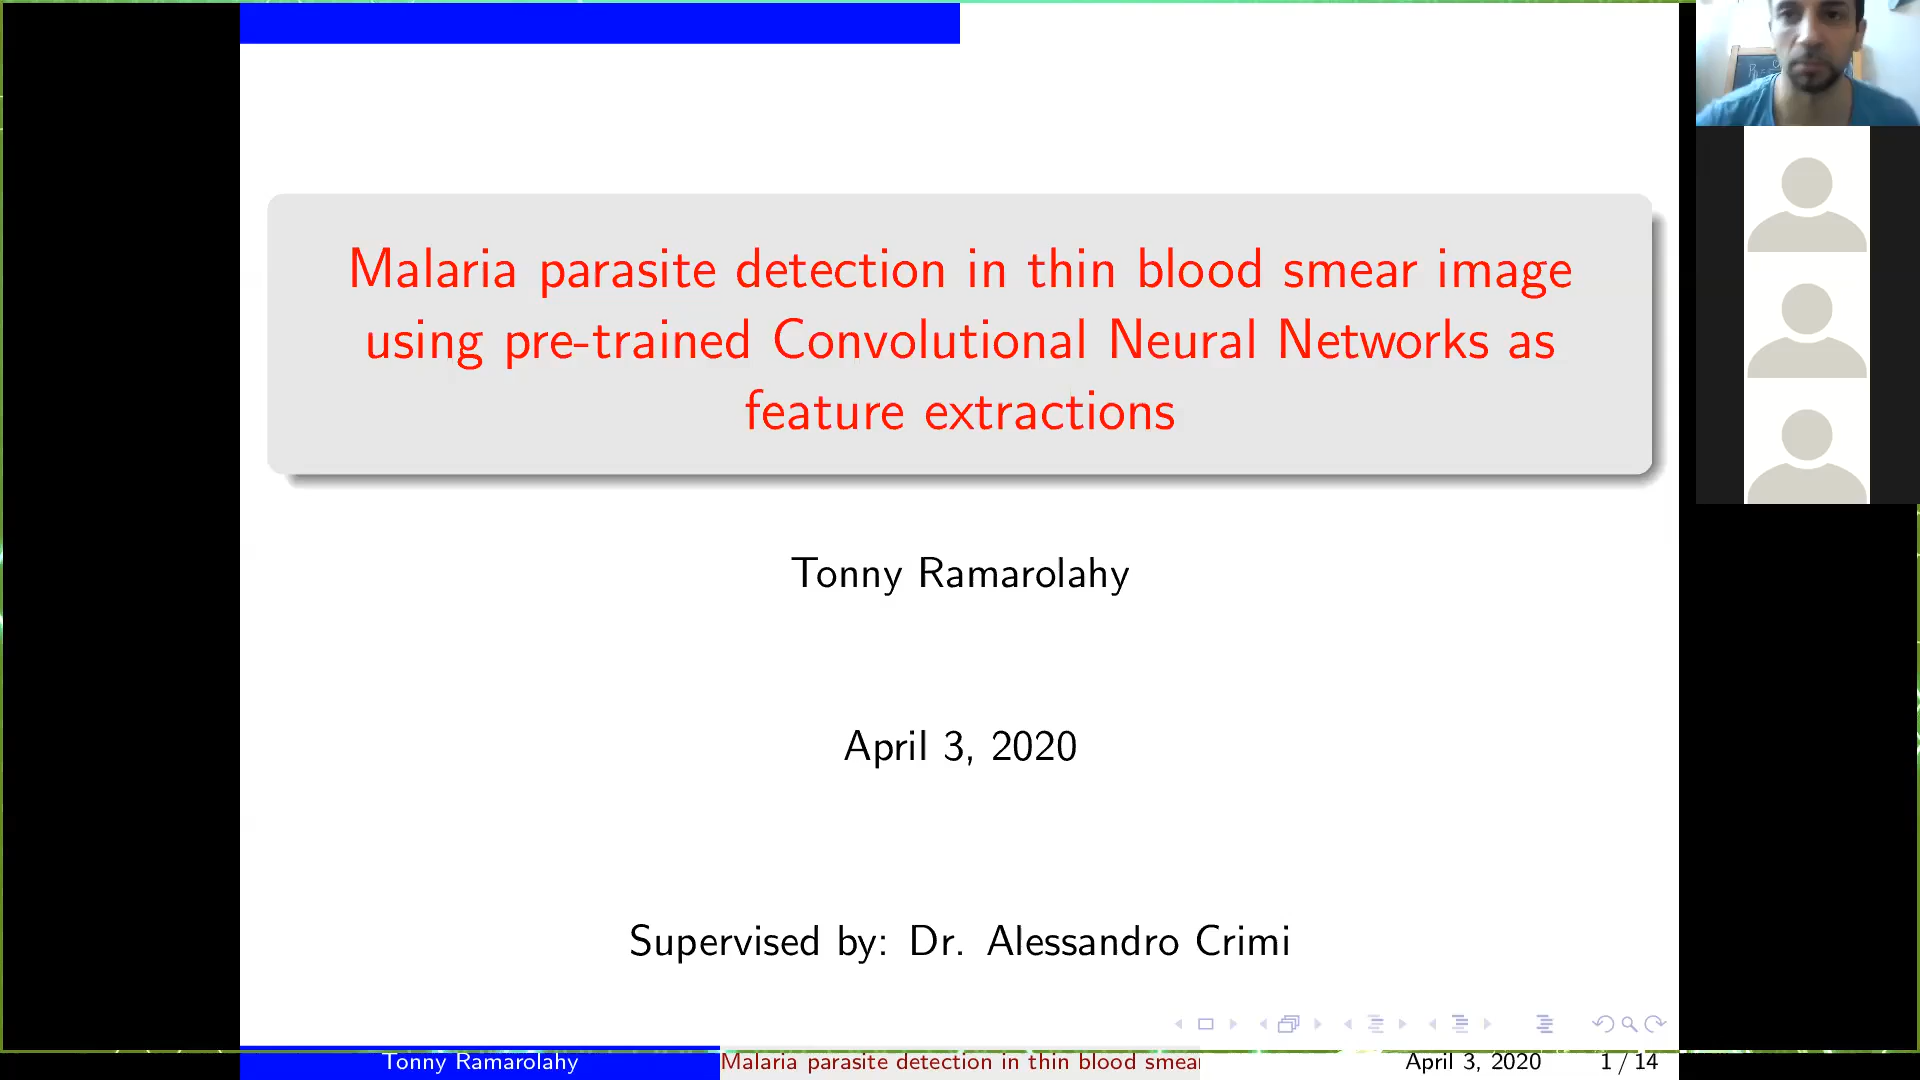 Malaria parasite detection in thin blood smear image
using pre-trained Convolutional Neural Networks as
feature extractions
Tonny Ramarolahy
April 3, 2020
Supervised by: Dr. Alessandro Crimi
Tonny Ramarolahy
Malaria parasite detection in thin blood smear
April 3, 2020
1 / 14